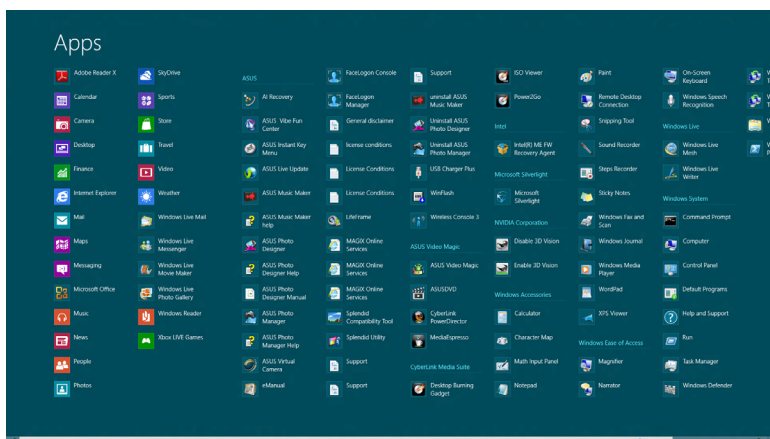 Apps
Adobe Reader X
Calendar
Camera
Desktop
Finance
Internet Explorer
Mail
Maps
Messaging
Microsoft Office
Music
News
People
Photos
SkyDrive
Sports
Store
Travel
Video
Weather
Windows Live Mail
Windows Live
Messenger
Windows Live
Movie Maker
Windows Live
Photo Gallery
Windows Reader
Xbox LIVE Games
ASUS
AI Recovery
ASUS Vibe Fun
Center
ASUS Instant Key
Menu
ASUS Live Update
ASUS Music Maker
ASUS Music Maker
help
ASUS Photo
Designer
ASUS Photo
Designer Help
ASUS Photo
Designer Manual
ASUS Photo
Manager
ASUS Photo
Manager Help
ASUS Virtual
Camera
eManual
FaceLogon Console
FaceLogon
Manager
General disclaimer
license conditions
License Conditions
License Conditions
LifeFrame
MAGIX Online
Services
MAGIX Online
Services
MAGIX Online
Services
Splendid
Compatibility Tool
Splendid Utility
Support
Support
Support
uninstall ASUS
Music Maker
Uninstall ASUS
Photo Designer
Uninstall ASUS
Photo Manager
USB Charger Plus
WinFlash
Wireless Console 3
ASUS Video Magic
ASUS Video Magic
ASUSDVD
CyberLink
PowerDirector
MediaEspresso
CyberLink Media Suite
Desktop Burning
Gadget
ISO Viewer
Power2Go
Intel
Intel(R) ME FW
Recovery Agent
Microsoft Silverlight
Microsoft
Silverlight
NVIDIA Corporation
Disable 3D Vision
Enable 3D Vision
Windows Accessories
Calculator
Character Map
Math Input Panel
Notepad
Paint
Remote Desktop
Connection
Snipping Tool
Sound Recorder
Steps Recorder
Sticky Notes
Windows Fax and
Scan
Windows Journal
Windows Media
Player
WordPad
XPS Viewer
Windows Ease of Access
Magnifier
Narrator
On-Screen
Keyboard
Windows Speech
Recognition
Windows Live
Windows Live
Mesh
Windows Live
Writer
Windows System
Command Prompt
Computer
Control Panel
Default Programs
Help and Support
Run
Task Manager
Windows Defender